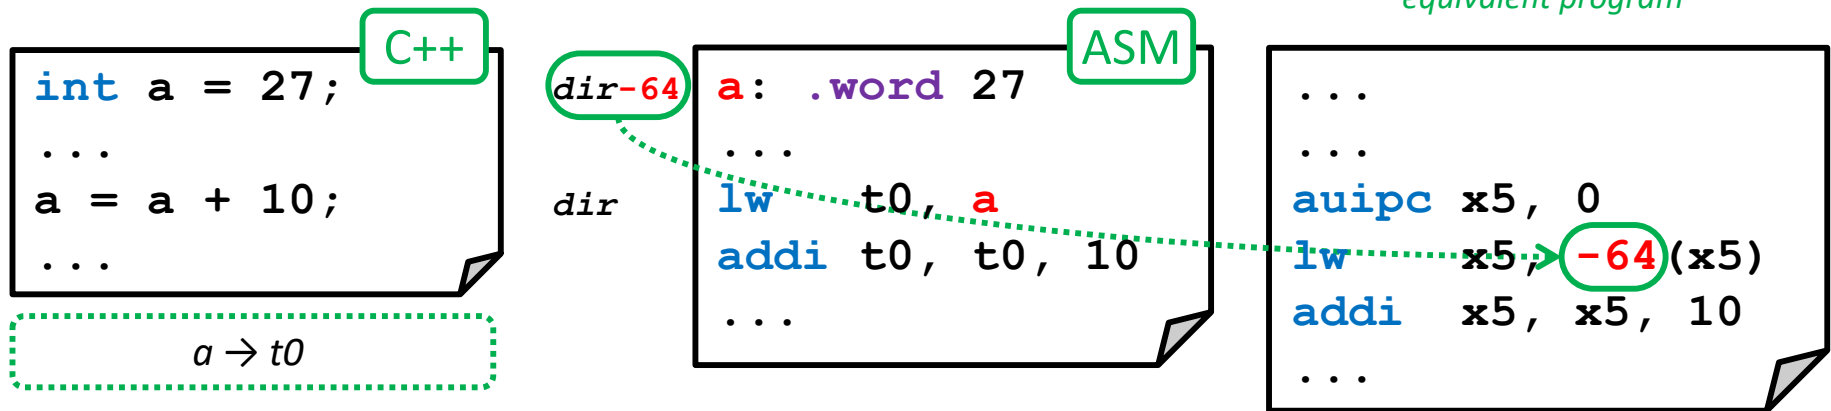 equivalent program
C++
int a = 27;
...
a = a + 10;
...
a → t0
ASM
dir-64
a: .word 27
...
dir
lw t0, a
addi t0, t0, 10
...
...
...
auipc x5, 0
lw x5, -64(x5)
addi x5, x5, 10
...